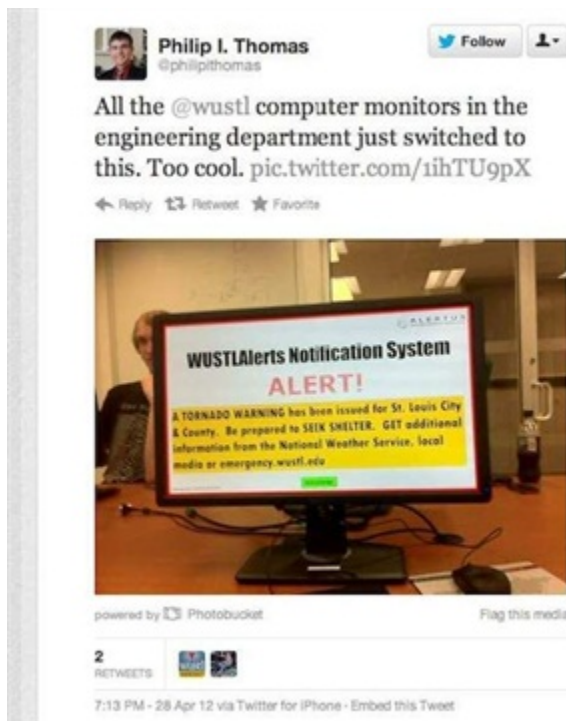 Philip I. Thomas
Follow
@philipithomas
All the @wustl computer monitors in the
engineering department just switched to
this. Too cool. pic.twitter.com/1ihTU9pX
Reply Retweet Favorite
ALERTUS
WUSTLAlerts Notification System
ALERT!
A TORNADO WARNING has been issued for St. Louis City
& County. Be prepared to SEEK SHELTER. GET additional
information from the National Weather Service, local
media or emergency.wustl.edu
powered by Photobucket
Flag this media
2
RETWEETS
7:13 PM - 28 Apr 12 via Twitter for iPhone · Embed this Tweet